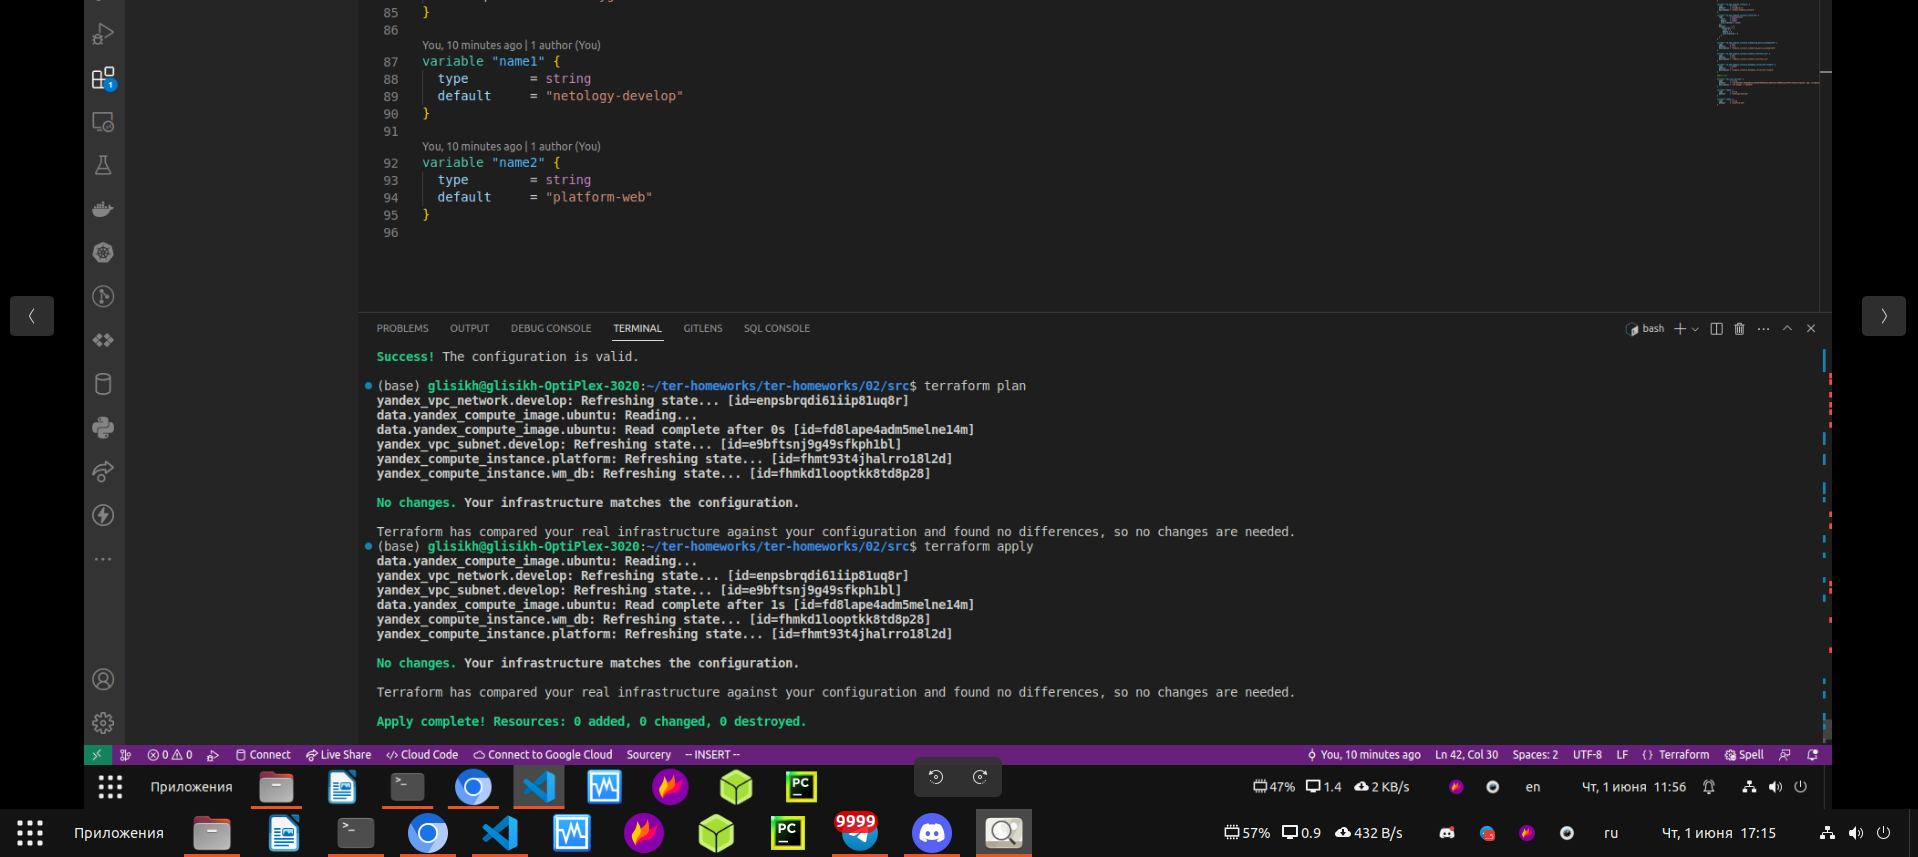 85 }
86
You, 10 minutes ago | 1 author (You)
87 variable "name1" {
88 type = string
89 default = "netology-develop"
90 }
91
You, 10 minutes ago | 1 author (You)
92 variable "name2" {
93 type = string
94 default = "platform-web"
95 }
96
PROBLEMS OUTPUT DEBUG CONSOLE TERMINAL GITLENS SQL CONSOLE bash
Success! The configuration is valid.
(base) glisikh@glisikh-OptiPlex-3020:~/ter-homeworks/ter-homeworks/02/src$ terraform plan
yandex_vpc_network.develop: Refreshing state... [id=enpsbrqdi61iip81uq8r]
data.yandex_compute_image.ubuntu: Reading...
data.yandex_compute_image.ubuntu: Read complete after 0s [id=fd8lape4adm5melne14m]
yandex_vpc_subnet.develop: Refreshing state... [id=e9bftsnj9g49sfkph1bl]
yandex_compute_instance.platform: Refreshing state... [id=fhmt93t4jhalrro18l2d]
yandex_compute_instance.wm_db: Refreshing state... [id=fhmkd1looptkk8td8p28]
No changes. Your infrastructure matches the configuration.
Terraform has compared your real infrastructure against your configuration and found no differences, so no changes are needed.
(base) glisikh@glisikh-OptiPlex-3020:~/ter-homeworks/ter-homeworks/02/src$ terraform apply
data.yandex_compute_image.ubuntu: Reading...
yandex_vpc_network.develop: Refreshing state... [id=enpsbrqdi61iip81uq8r]
yandex_vpc_subnet.develop: Refreshing state... [id=e9bftsnj9g49sfkph1bl]
data.yandex_compute_image.ubuntu: Read complete after 1s [id=fd8lape4adm5melne14m]
yandex_compute_instance.wm_db: Refreshing state... [id=fhmkd1looptkk8td8p28]
yandex_compute_instance.platform: Refreshing state... [id=fhmt93t4jhalrro18l2d]
No changes. Your infrastructure matches the configuration.
Terraform has compared your real infrastructure against your configuration and found no differences, so no changes are needed.
Apply complete! Resources: 0 added, 0 changed, 0 destroyed.
0 0 Connect Live Share Cloud Code Connect to Google Cloud Sourcery -- INSERT -- You, 10 minutes ago Ln 42, Col 30 Spaces: 2 UTF-8 LF { } Terraform Spell
Приложения PC 47% 1.4 2 KB/s en Чт, 1 июня 11:56
Приложения PC 9999 57% 0.9 432 B/s ru Чт, 1 июня 17:15